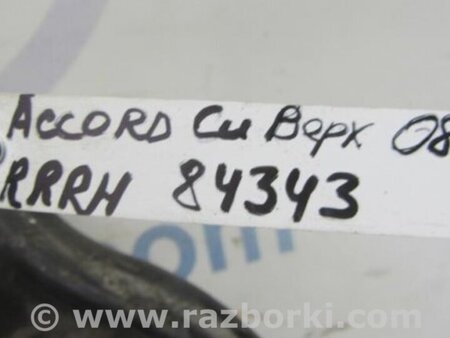 ACCORD Cu Верх 08
RRRH 84343
© www.razborki.com